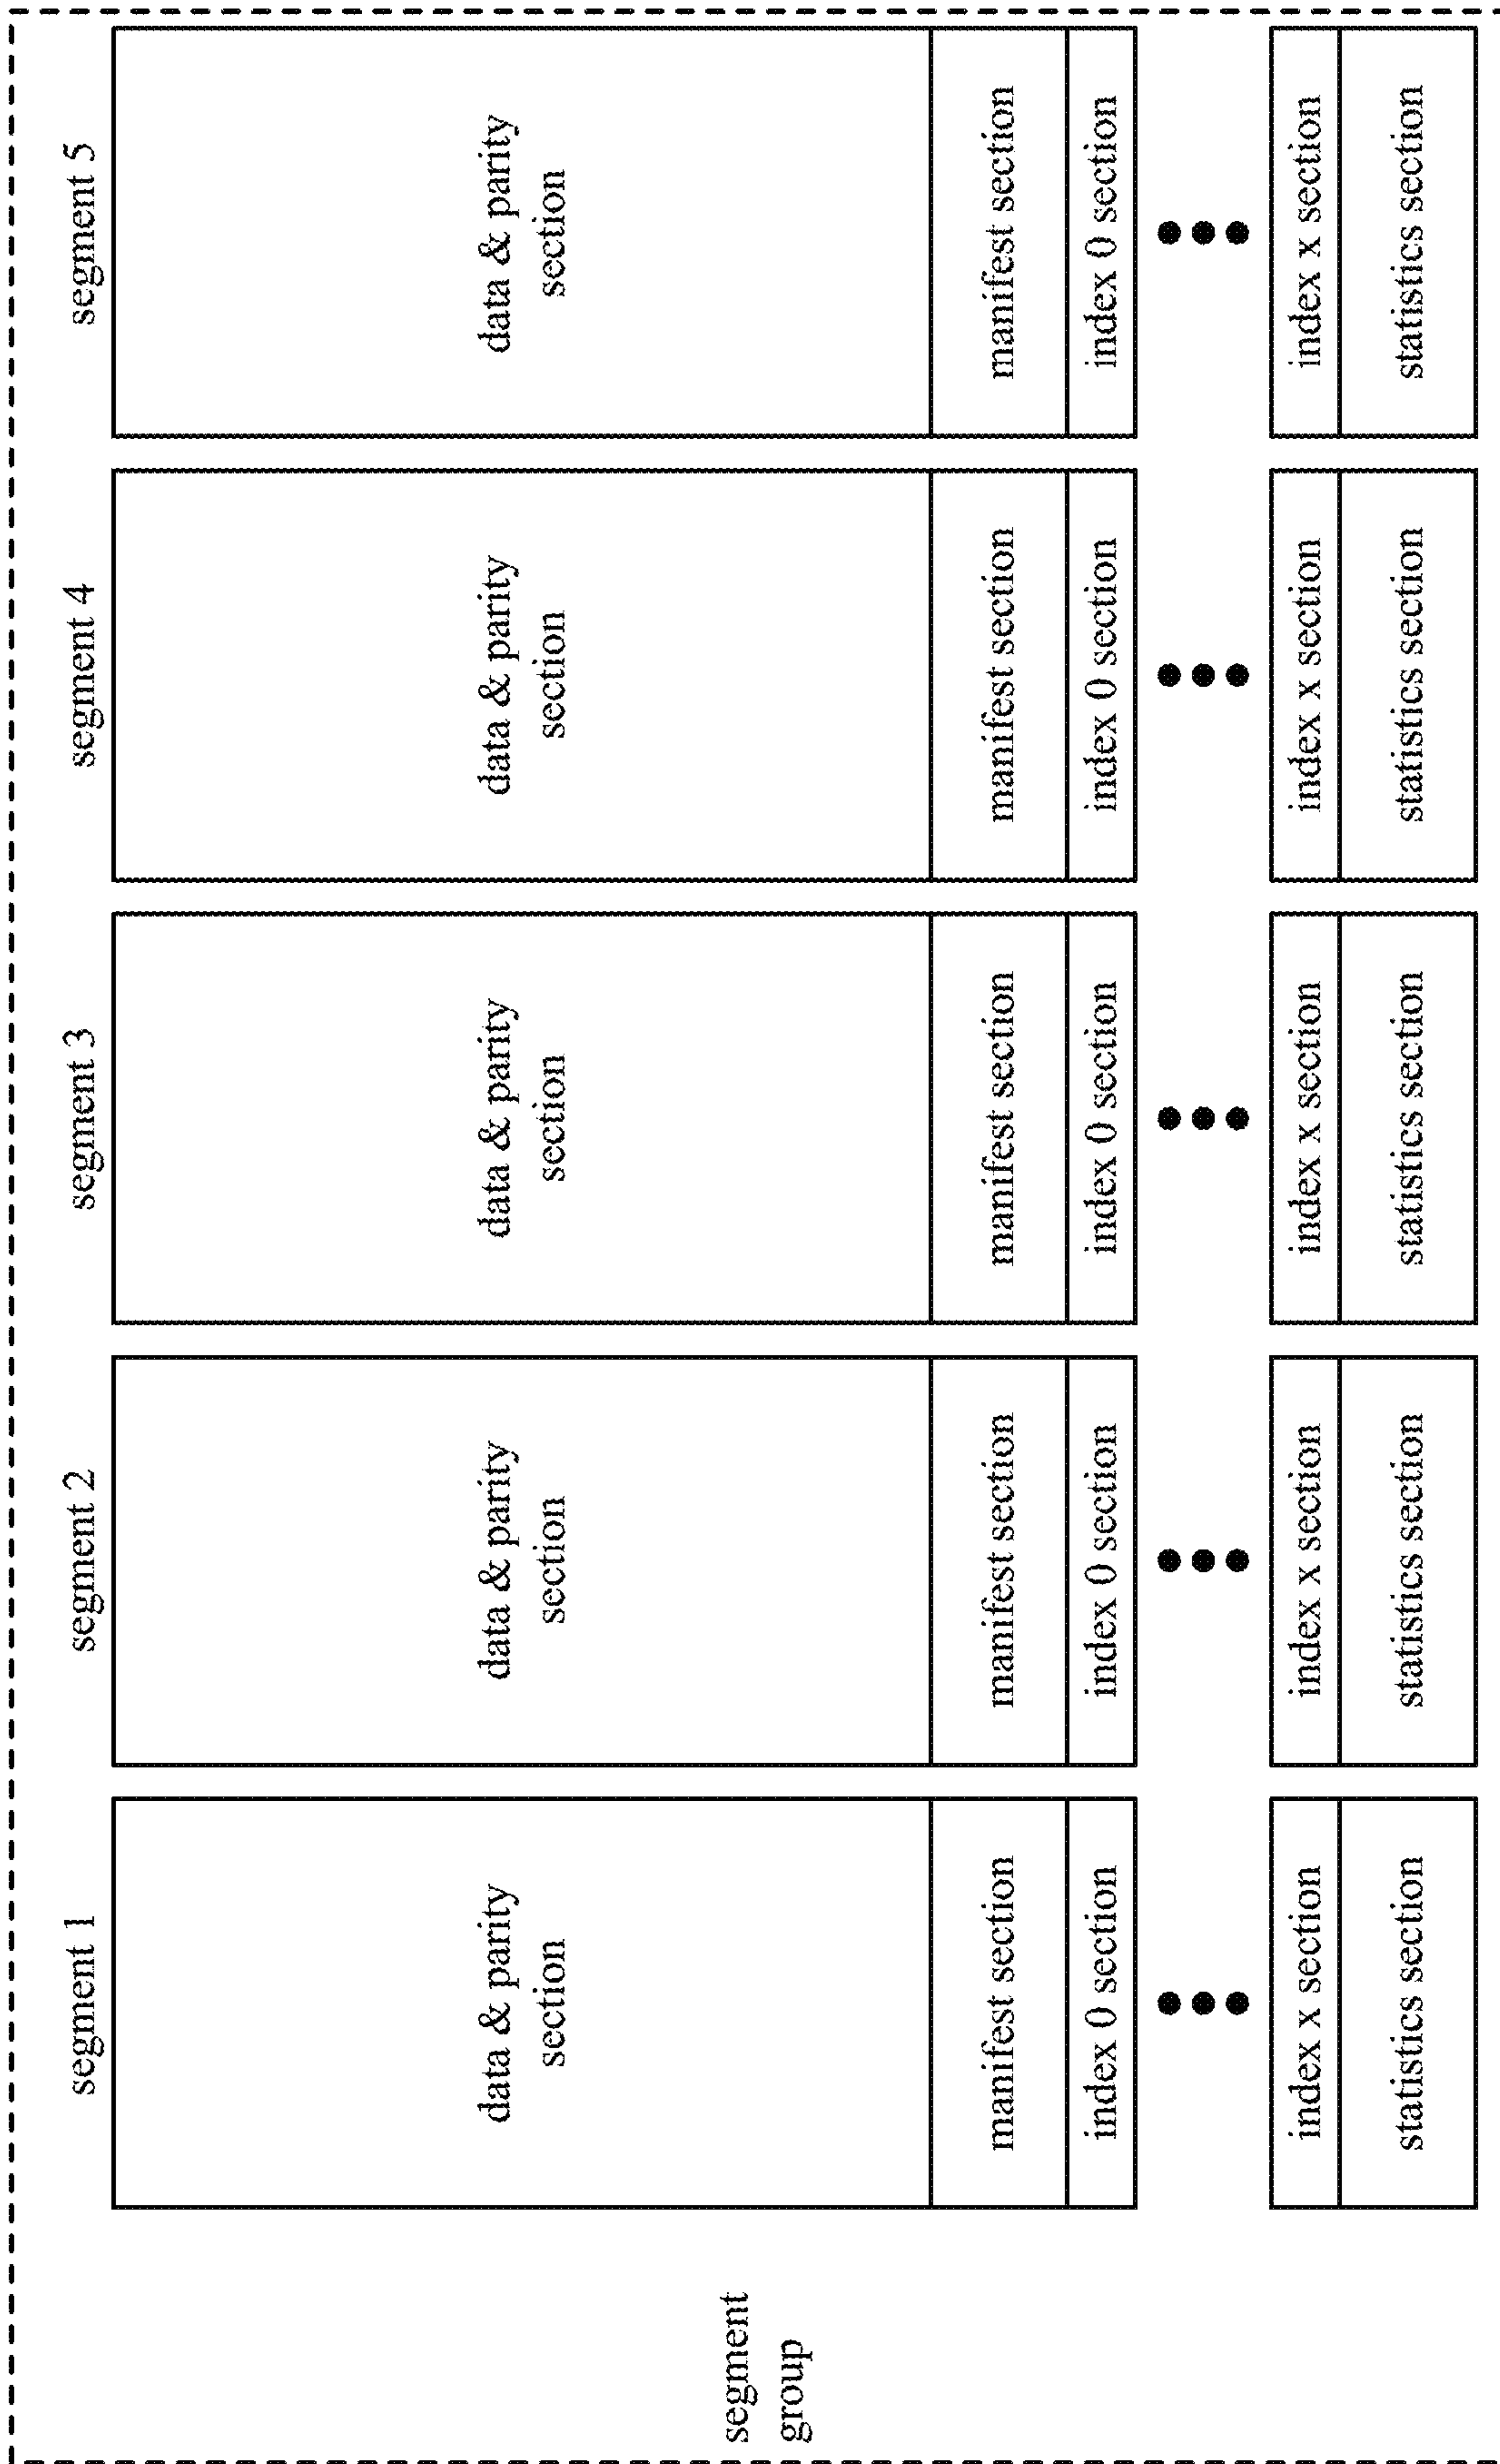 segment
group
segment 1
data & parity
section
manifest section
index 0 section
index x section
statistics section
segment 2
data & parity
section
manifest section
index 0 section
index x section
statistics section
segment 3
data & parity
section
manifest section
index 0 section
index x section
statistics section
segment 4
data & parity
section
manifest section
index 0 section
index x section
statistics section
segment 5
data & parity
section
manifest section
index 0 section
index x section
statistics section